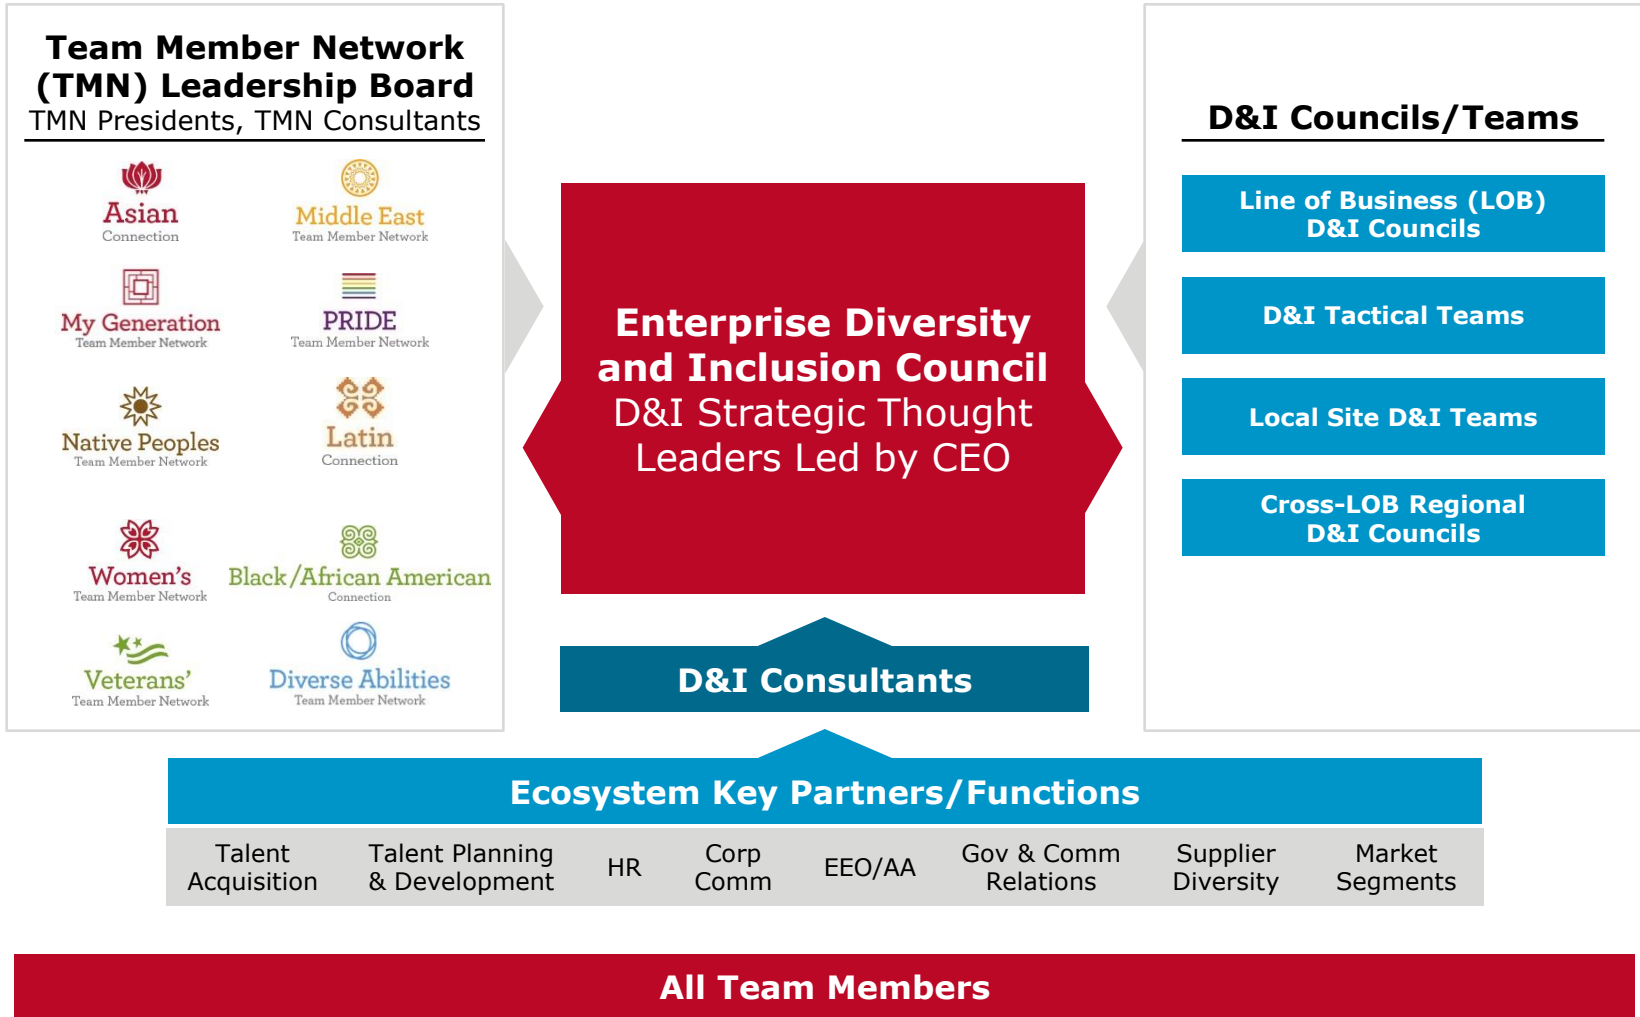 Team Member Network
(TMN) Leadership Board
TMN Presidents, TMN Consultants
Asian
Connection
Middle East
Team Member Network
My Generation
Team Member Network
PRIDE
Team Member Network
Native Peoples
Team Member Network
Latin
Connection
Women's
Team Member Network
Black/African American
Connection
Veterans'
Team Member Network
Diverse Abilities
Team Member Network
Enterprise Diversity
and Inclusion Council
D&I Strategic Thought
Leaders Led by CEO
D&I Councils/Teams
Line of Business (LOB)
D&I Councils
D&I Tactical Teams
Local Site D&I Teams
Cross-LOB Regional
D&I Councils
D&I Consultants
Ecosystem Key Partners/Functions
Talent
Acquisition
Talent Planning
& Development
HR
Corp
Comm
EEO/AA
Gov & Comm
Relations
Supplier
Diversity
Market
Segments
All Team Members